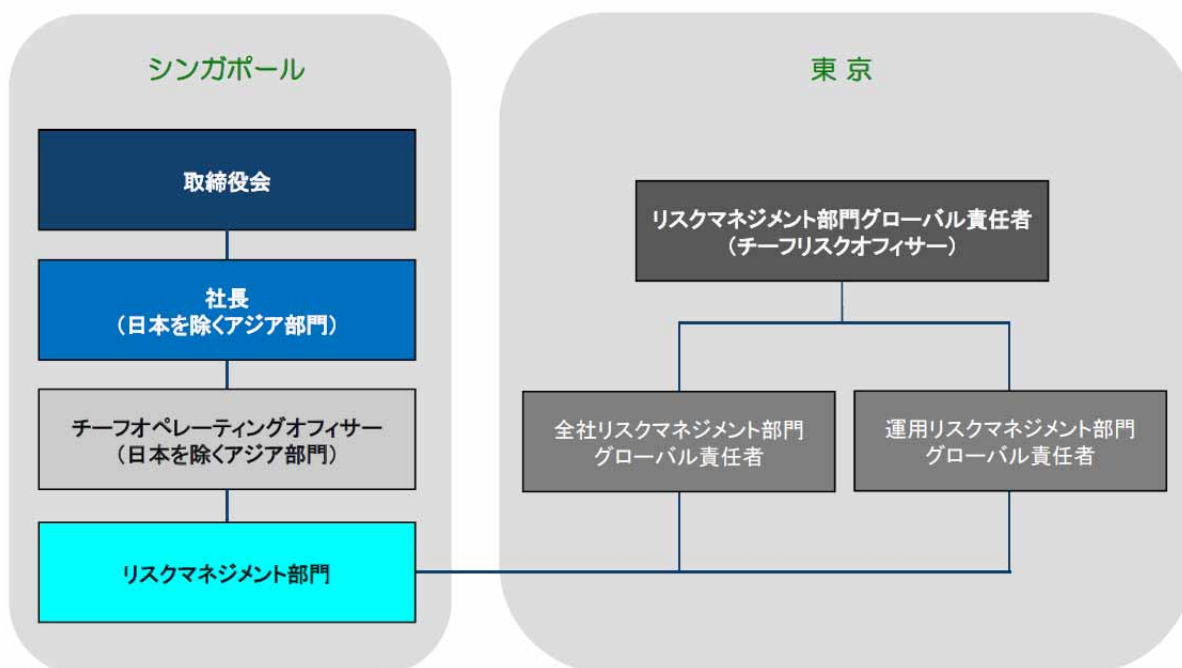 シンガポール
取締役会
社長
（日本を除くアジア部門）
チーフオペレーティングオフィサー
（日本を除くアジア部門）
リスクマネジメント部門
東 京
リスクマネジメント部門グローバル責任者
（チーフリスクオフィサー）
全社リスクマネジメント部門
グローバル責任者
運用リスクマネジメント部門
グローバル責任者